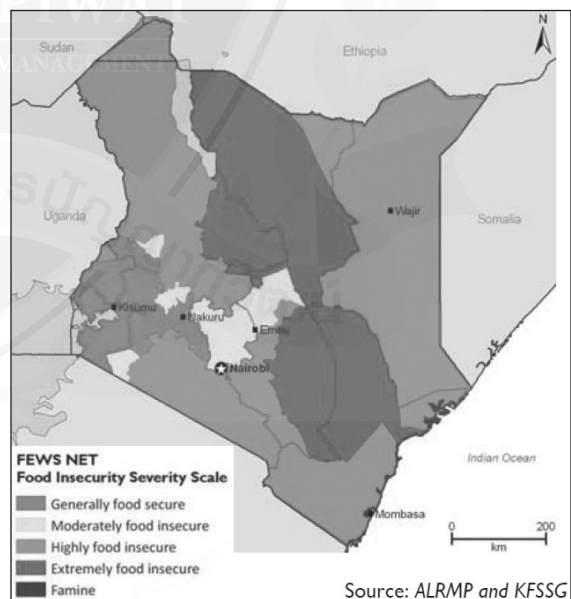 PIWAT
MANAGEMENT
Sudan
Ethiopia
N
Uganda
Wajir
Somalia
Kisumu
Nakuru
Embu
Nairobi
Indian Ocean
Mombasa
FEWS NET
Food Insecurity Severity Scale
Generally food secure
Moderately food insecure
Highly food insecure
Extremely food insecure
Famine
0 200
km
Source: ALRMP and KFSSG